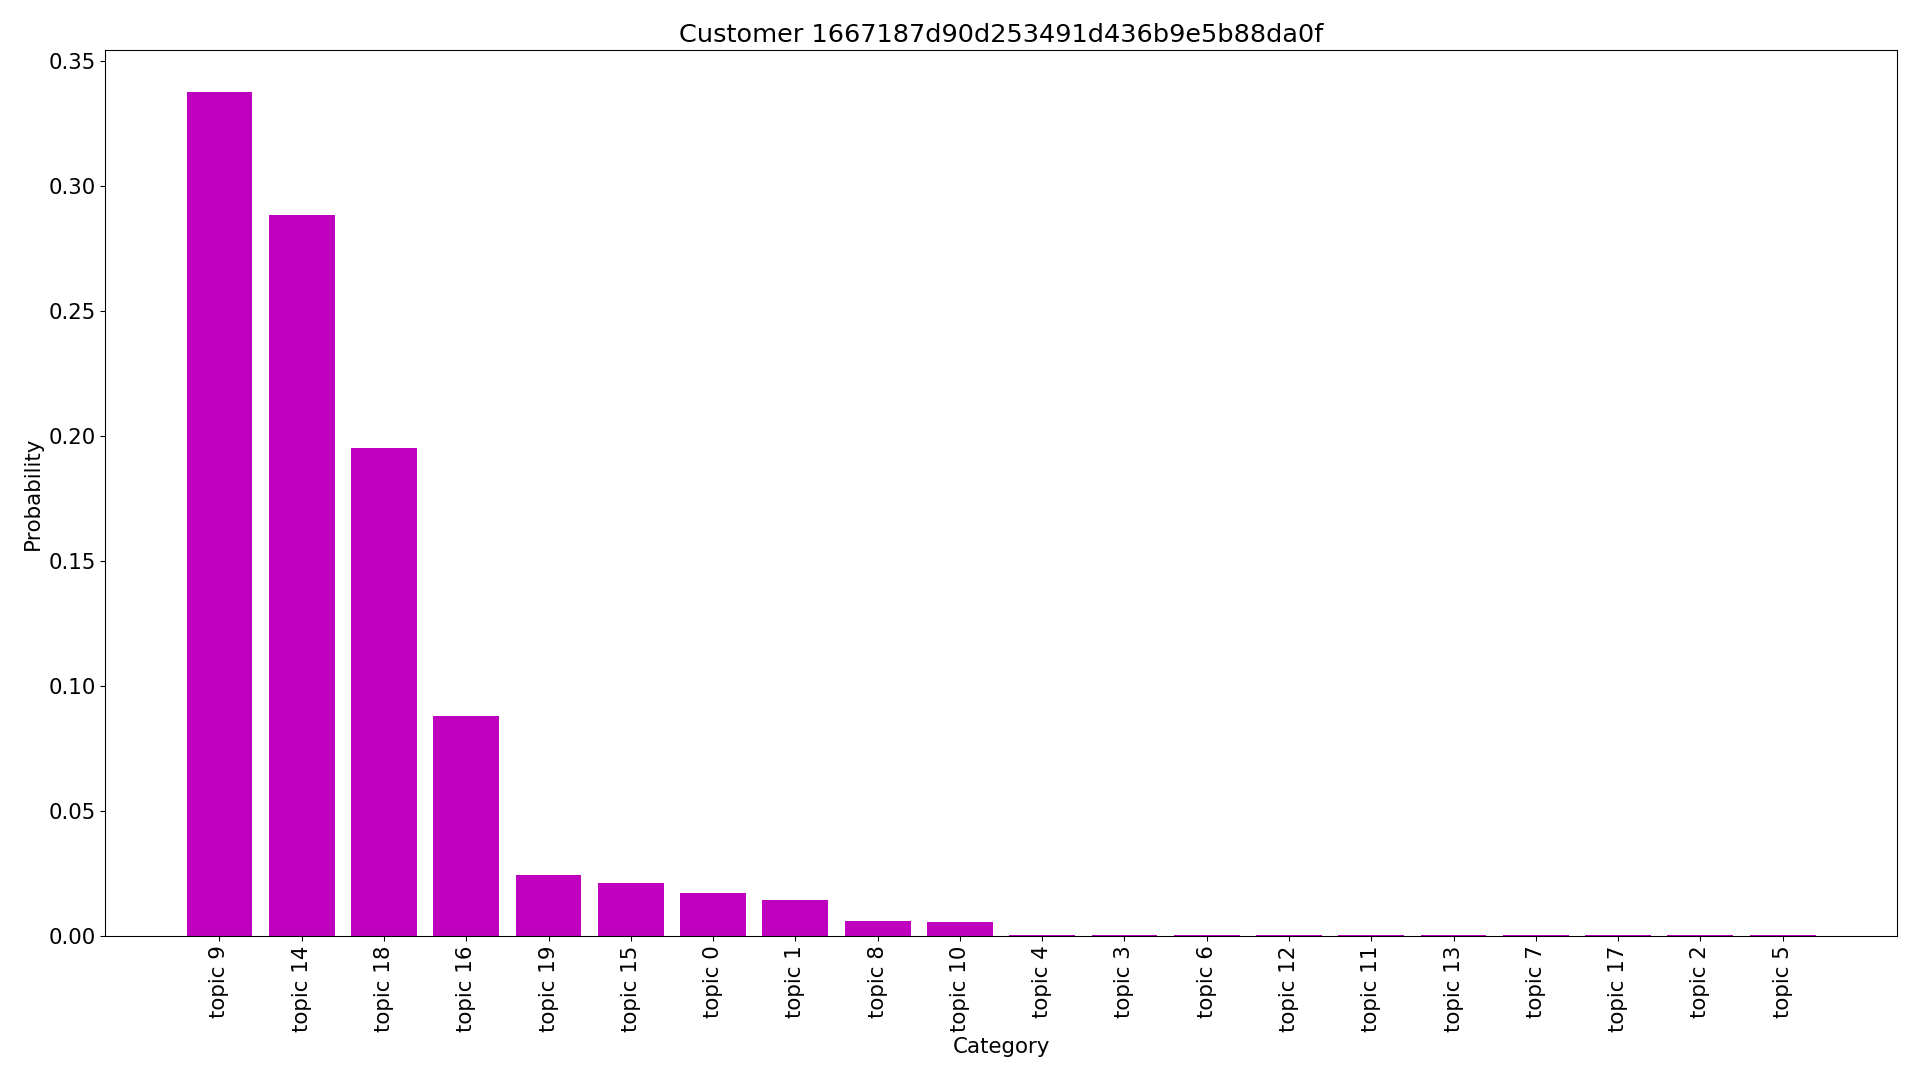 Customer 1667187d90d253491d436b9e5b88da0f
0.35
0.30
0.25
0.20
0.15
0.10
0.05
0.00
Probability
topic 9
topic 14
topic 18
topic 16
topic 19
topic 15
topic 0
topic 1
topic 8
topic 10
topic 4
topic 3
topic 6
topic 12
topic 11
topic 13
topic 7
topic 17
topic 2
topic 5
Category